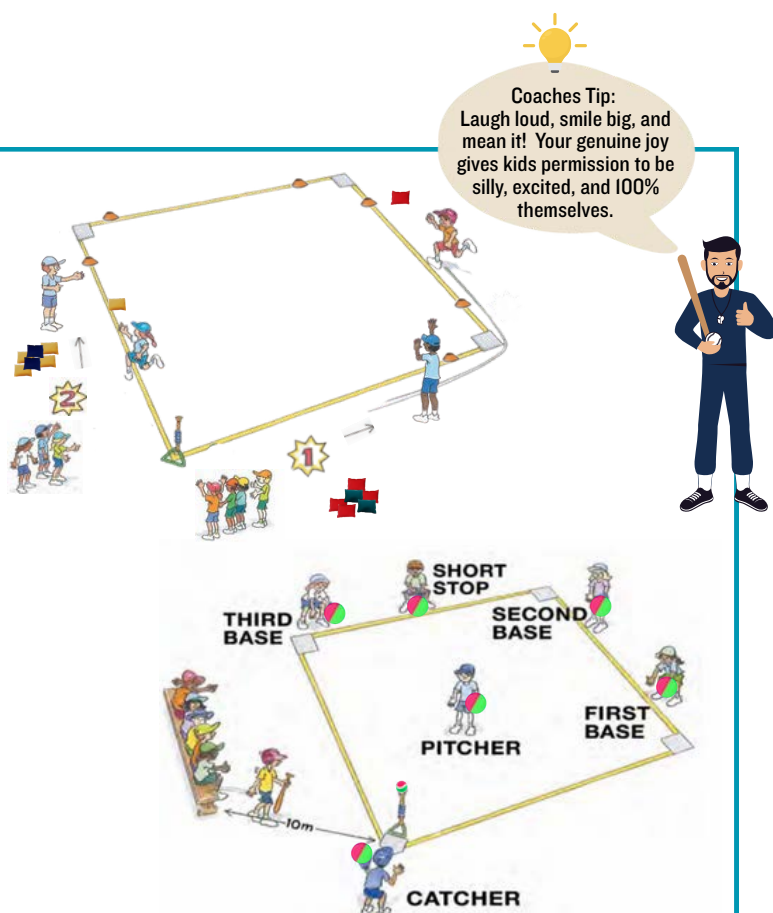 Coaches Tip:
Laugh loud, smile big, and
mean it! Your genuine joy
gives kids permission to be
silly, excited, and 100%
themselves.
2
1
SHORT
STOP
THIRD
BASE
SECOND
BASE
FIRST
BASE
PITCHER
10m
CATCHER